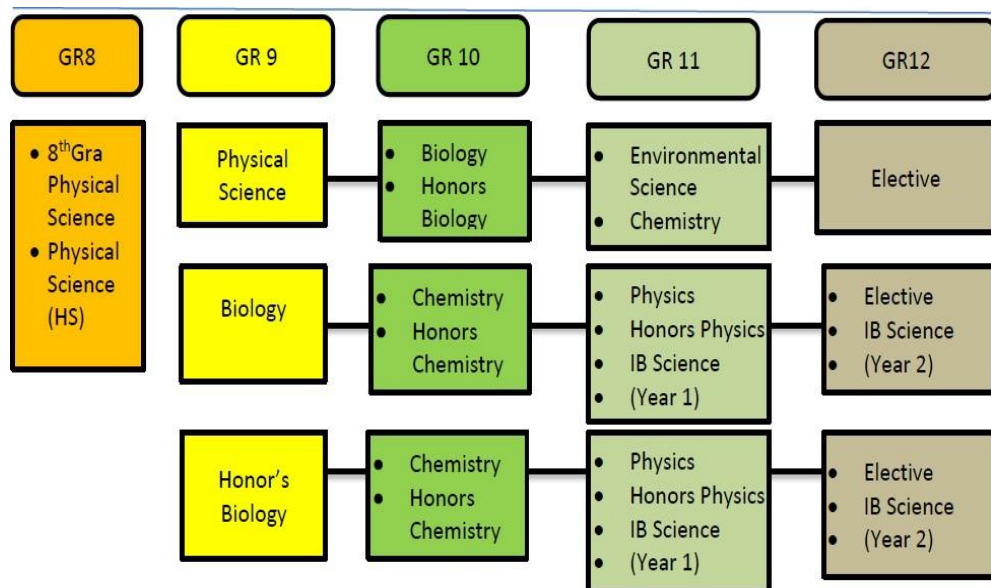 GR8
GR 9
GR 10
GR 11
GR12
• 8thGra
Physical
Science
• Physical
Science
(HS)
Physical
Science
• Biology
• Honors
Biology
• Environmental
Science
• Chemistry
Elective
Biology
• Chemistry
• Honors
Chemistry
• Physics
• Honors Physics
• IB Science
• (Year 1)
• Elective
• IB Science
• (Year 2)
Honor's
Biology
• Chemistry
• Honors
Chemistry
• Physics
• Honors Physics
• IB Science
• (Year 1)
• Elective
• IB Science
• (Year 2)